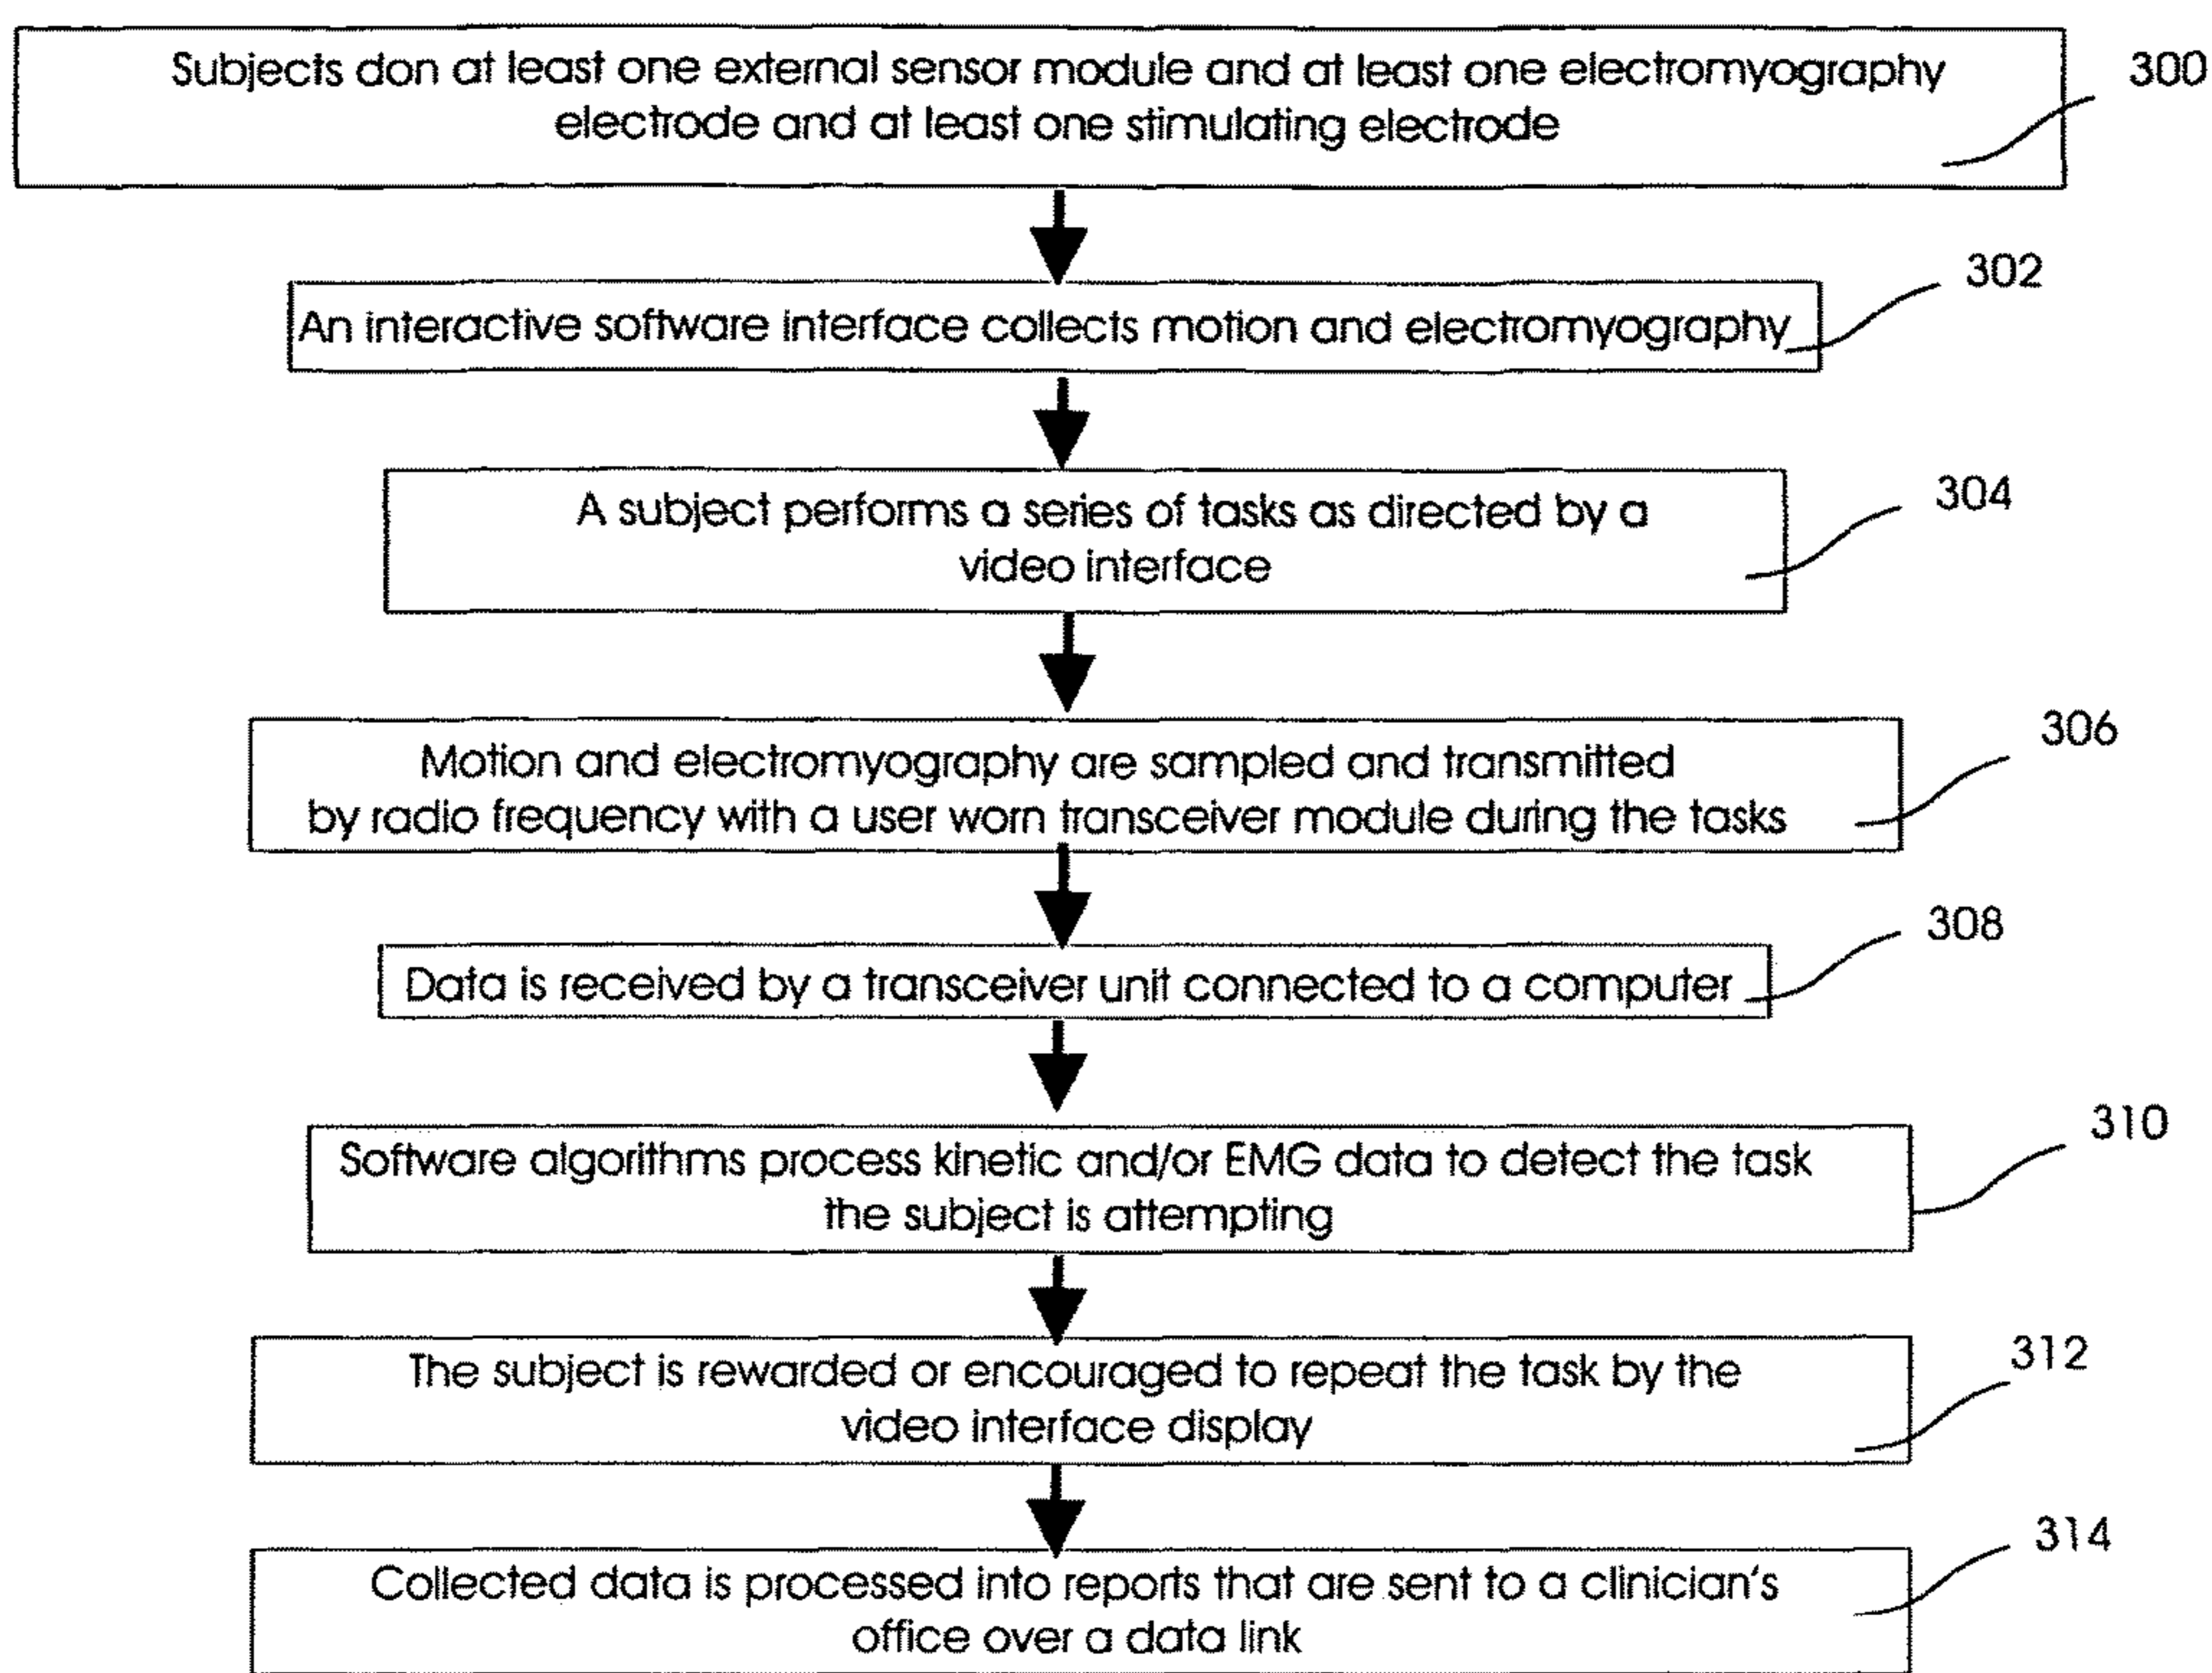 Subjects don at least one external sensor module and at least one electromyography
electrode and at least one stimulating electrode
300
An interactive software interface collects motion and electromyography
302
A subject performs a series of tasks as directed by a
video interface
304
Motion and electromyography are sampled and transmitted
by radio frequency with a user worn transceiver module during the tasks
306
Data is received by a transceiver unit connected to a computer
308
Software algorithms process kinetic and/or EMG data to detect the task
the subject is attempting
310
The subject is rewarded or encouraged to repeat the task by the
video interface display
312
Collected data is processed into reports that are sent to a clinician's
office over a data link
314